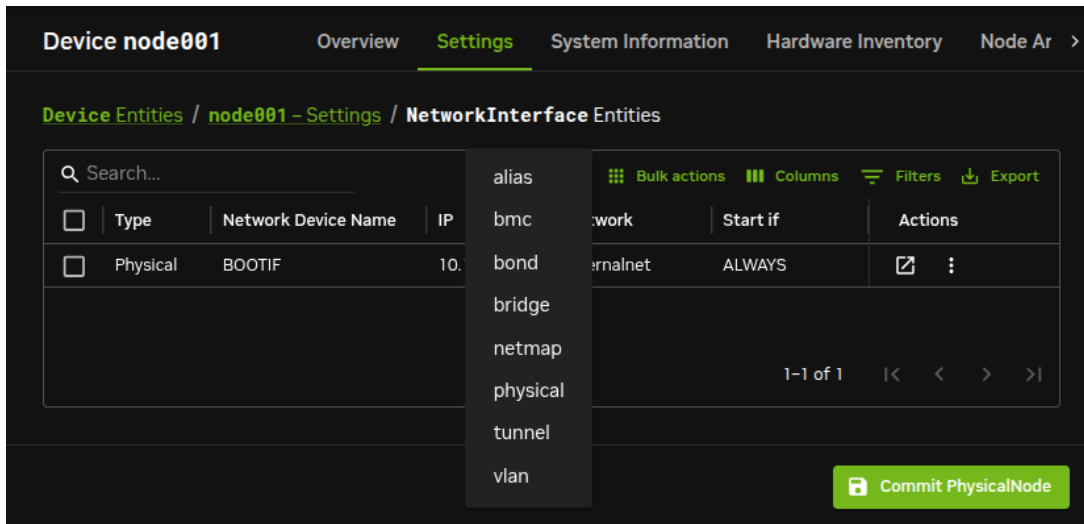 Device node001 Overview Settings System Information Hardware Inventory Node Ar
Device Entities / node001 – Settings / NetworkInterface Entities
Search... Bulk actions Columns Filters Export
Type Network Device Name IP work Start if Actions
Physical BOOTIF 10. ernalnet ALWAYS
alias
bmc
bond
bridge
netmap
physical
tunnel
vlan
1–1 of 1
Commit PhysicalNode